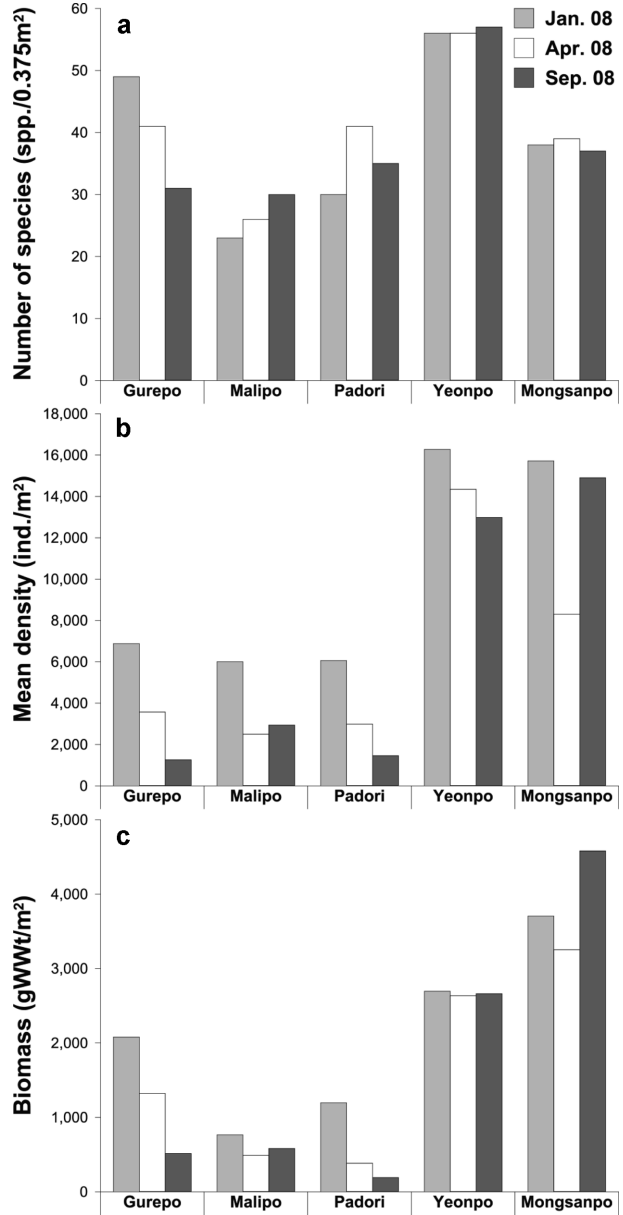 a
Jan. 08
Apr. 08
Sep. 08
Number of species (spp./0.375m²)
60
50
40
30
20
10
0
Gurepo Malipo Padori Yeonpo Mongsanpo
b
Mean density (ind./m²)
18,000
16,000
14,000
12,000
10,000
8,000
6,000
4,000
2,000
0
Gurepo Malipo Padori Yeonpo Mongsanpo
c
Biomass (gWWt/m²)
5,000
4,000
3,000
2,000
1,000
0
Gurepo Malipo Padori Yeonpo Mongsanpo